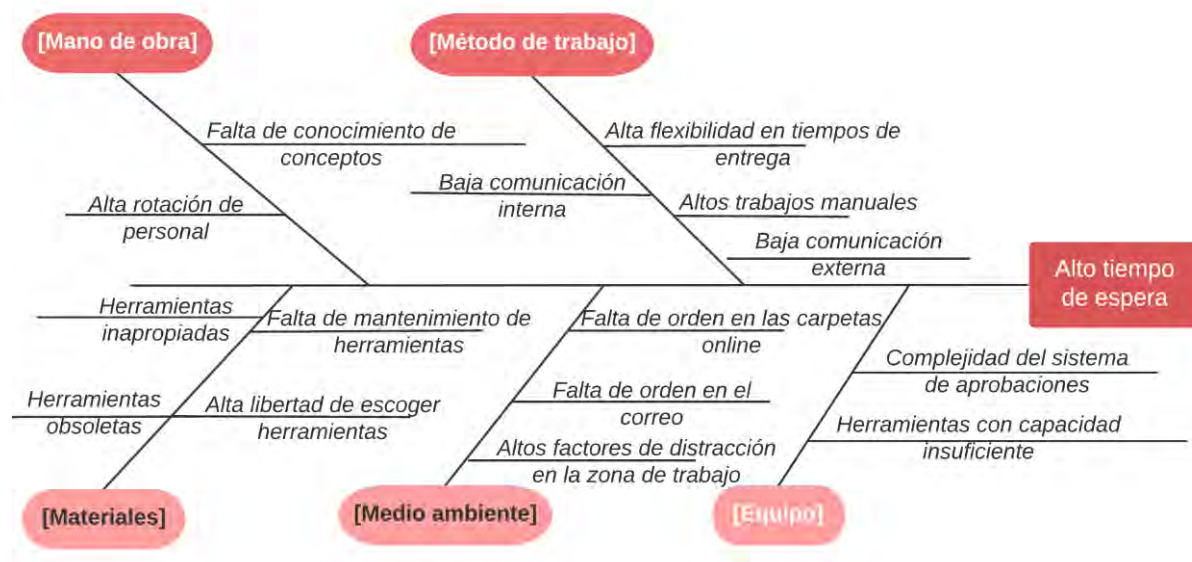 [Mano de obra]
[Método de trabajo]
Falta de conocimiento de
conceptos
Alta rotación de
personal
Alta flexibilidad en tiempos de
entrega
Baja comunicación
interna
Altos trabajos manuales
Baja comunicación
externa
Alto tiempo
de espera
Herramientas
inapropiadas
Falta de mantenimiento de
herramientas
Herramientas
obsoletas
Alta libertad de escoger
herramientas
Falta de orden en las carpetas
online
Falta de orden en el
correo
Altos factores de distracción
en la zona de trabajo
Complejidad del sistema
de aprobaciones
Herramientas con capacidad
insuficiente
[Materiales]
[Medio ambiente]
[Equipo]